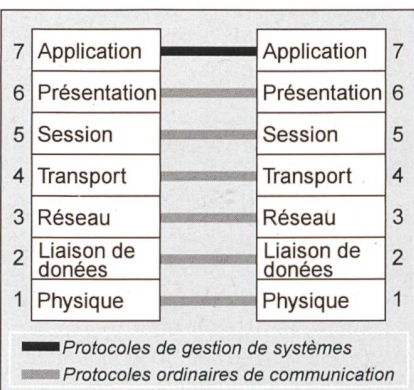 7 Application Application 7
6 Présentation Présentation 6
5 Session Session 5
4 Transport Transport 4
3 Réseau Réseau 3
2 Liaison de donées Liaison de donées 2
1 Physique Physique 1
Protocoles de gestion de systèmes
Protocoles ordinaires de communication